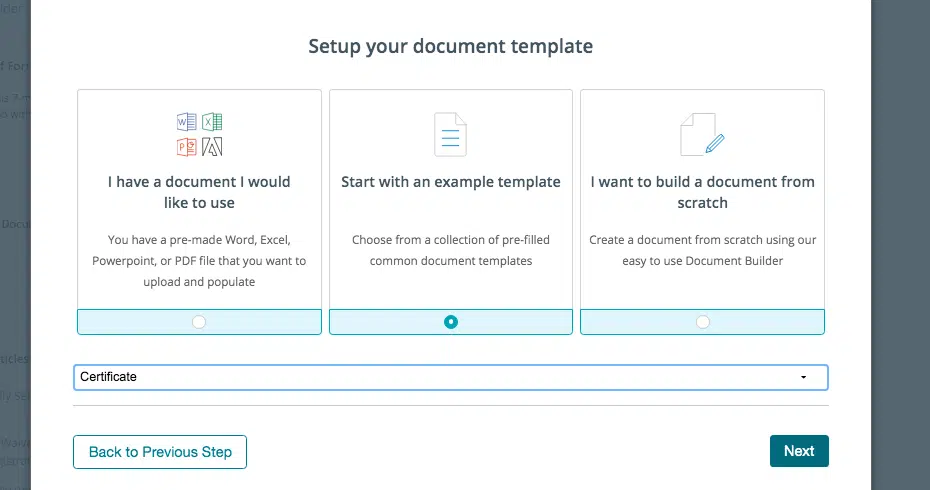 Setup your document template
I have a document I would
like to use
You have a pre-made Word, Excel,
Powerpoint, or PDF file that you want to
upload and populate
Start with an example template
Choose from a collection of pre-filled
common document templates
I want to build a document from
scratch
Create a document from scratch using our
easy to use Document Builder
Certificate
Back to Previous Step
Next